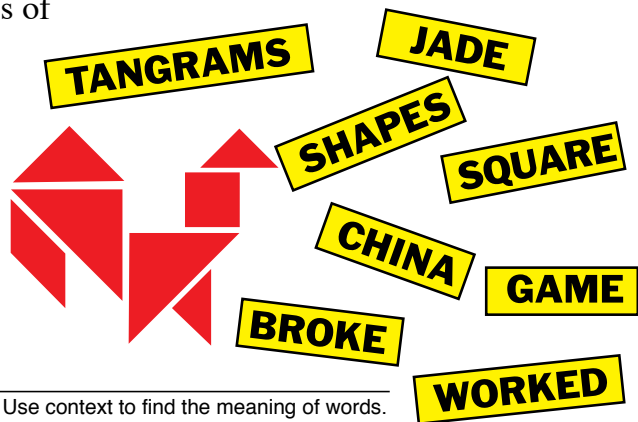 s of
TANGRAMS
JADE
SHAPES
SQUARE
CHINA
GAME
BROKE
WORKED
Use context to find the meaning of words.